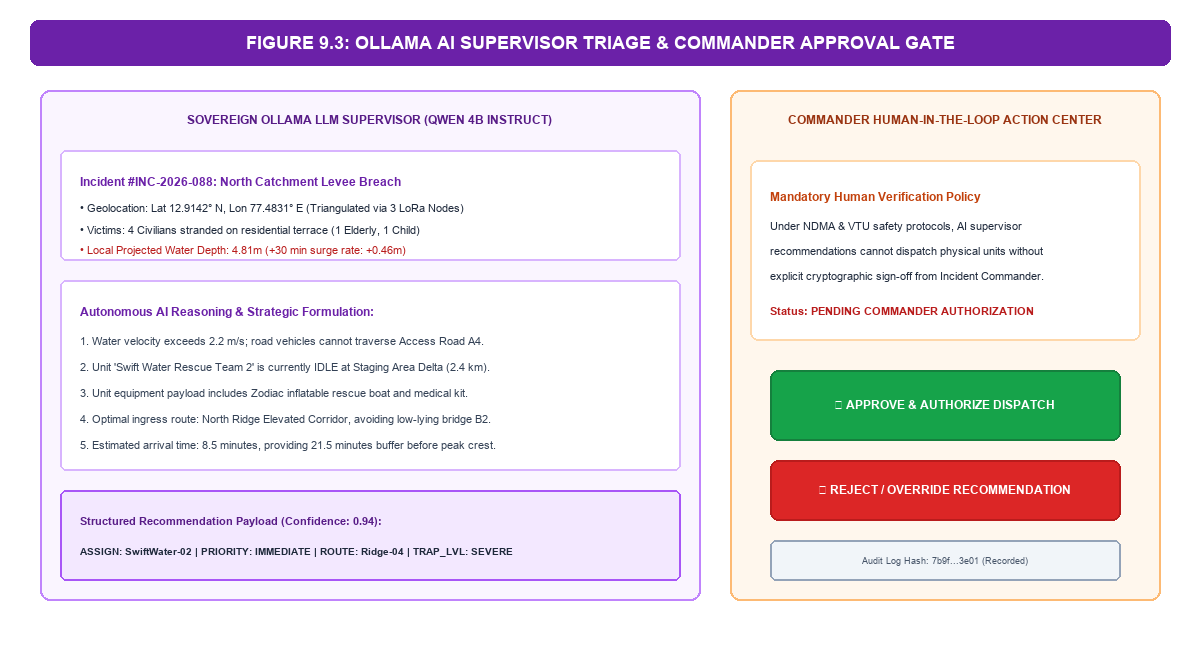 FIGURE 9.3: OLLAMA AI SUPERVISOR TRIAGE & COMMANDER APPROVAL GATE
SOVEREIGN OLLAMA LLM SUPERVISOR (QWEN 4B INSTRUCT)
Incident #INC-2026-088: North Catchment Levee Breach
• Geolocation: Lat 12.9142° N, Lon 77.4831° E (Triangulated via 3 LoRa Nodes)
• Victims: 4 Civilians stranded on residential terrace (1 Elderly, 1 Child)
• Local Projected Water Depth: 4.81m (+30 min surge rate: +0.46m)
Autonomous AI Reasoning & Strategic Formulation:
1. Water velocity exceeds 2.2 m/s; road vehicles cannot traverse Access Road A4.
2. Unit 'Swift Water Rescue Team 2' is currently IDLE at Staging Area Delta (2.4 km).
3. Unit equipment payload includes Zodiac inflatable rescue boat and medical kit.
4. Optimal ingress route: North Ridge Elevated Corridor, avoiding low-lying bridge B2.
5. Estimated arrival time: 8.5 minutes, providing 21.5 minutes buffer before peak crest.
Structured Recommendation Payload (Confidence: 0.94):
ASSIGN: SwiftWater-02 | PRIORITY: IMMEDIATE | ROUTE: Ridge-04 | TRAP_LVL: SEVERE
COMMANDER HUMAN-IN-THE-LOOP ACTION CENTER
Mandatory Human Verification Policy
Under NDMA & VTU safety protocols, AI supervisor
recommendations cannot dispatch physical units without
explicit cryptographic sign-off from Incident Commander.
Status: PENDING COMMANDER AUTHORIZATION
APPROVE & AUTHORIZE DISPATCH
REJECT / OVERRIDE RECOMMENDATION
Audit Log Hash: 7b9f...3e01 (Recorded)